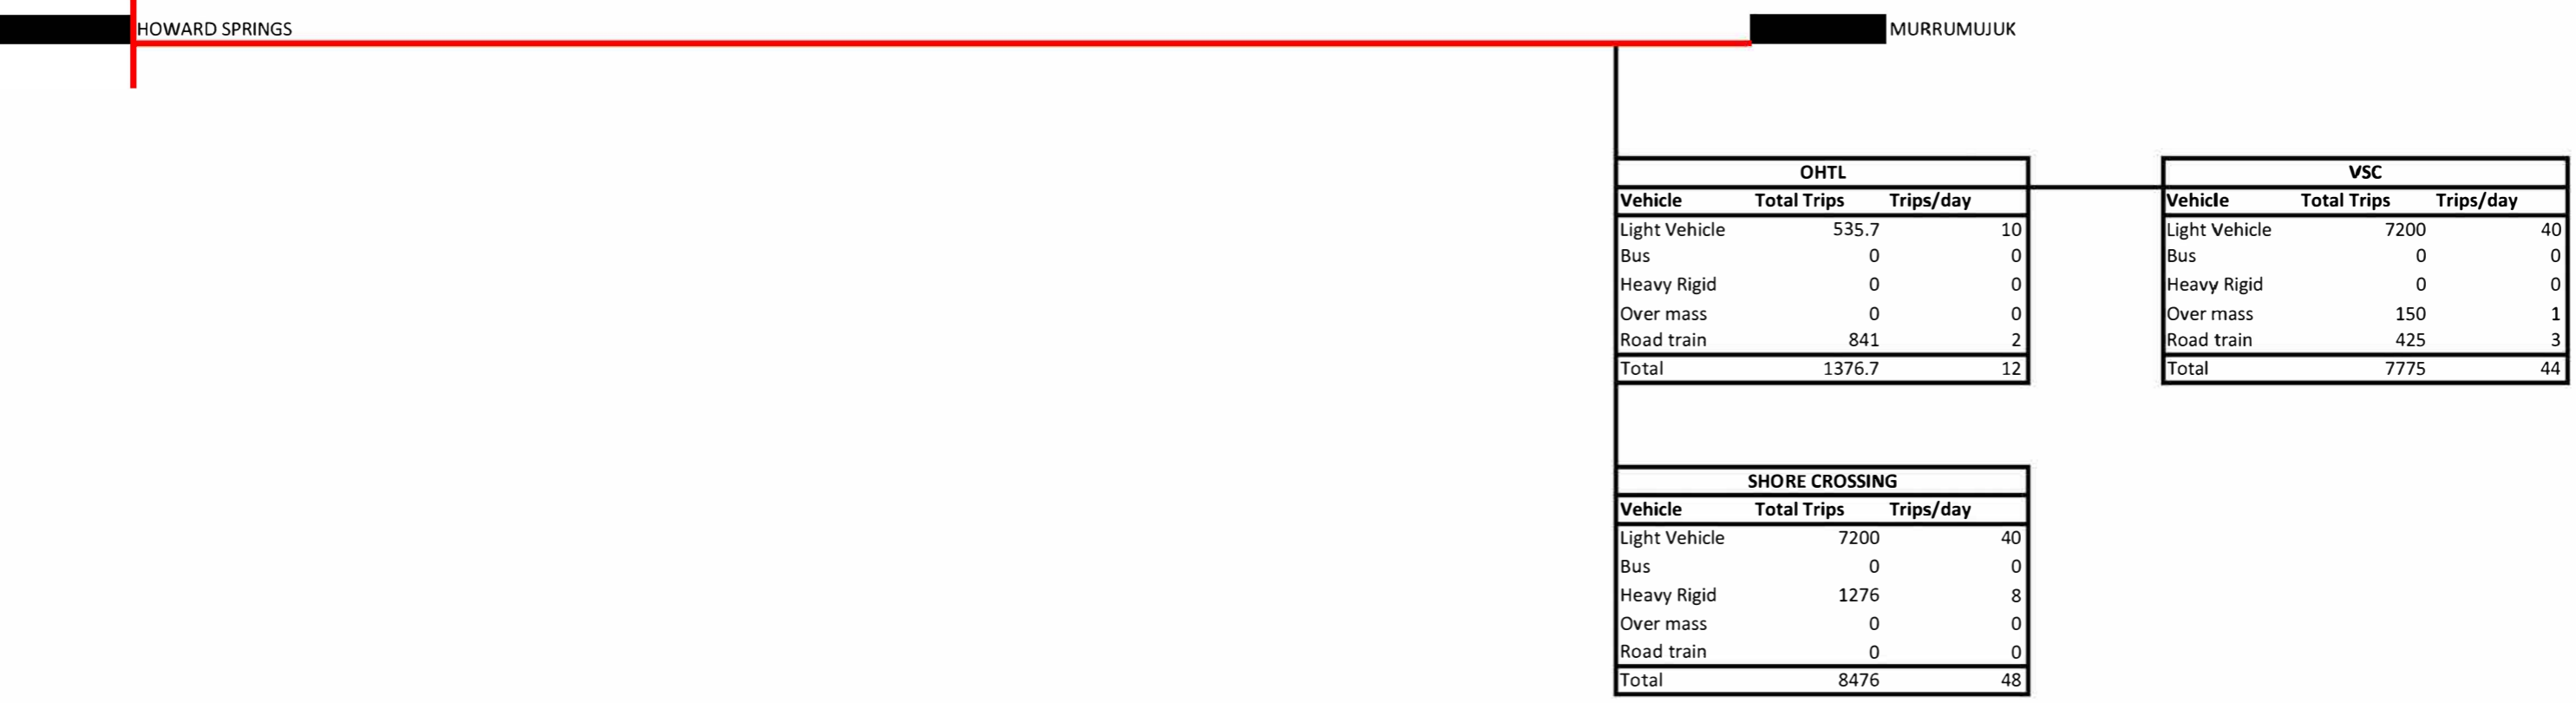 HOWARD SPRINGS
MURRUMUJUK
OHTL
Vehicle Total Trips Trips/day
Light Vehicle 535.7 10
Bus 0 0
Heavy Rigid 0 0
Over mass 0 0
Road train 841 2
Total 1376.7 12
VSC
Vehicle Total Trips Trips/day
Light Vehicle 7200 40
Bus 0 0
Heavy Rigid 0 0
Over mass 150 1
Road train 425 3
Total 7775 44
SHORE CROSSING
Vehicle Total Trips Trips/day
Light Vehicle 7200 40
Bus 0 0
Heavy Rigid 1276 8
Over mass 0 0
Road train 0 0
Total 8476 48